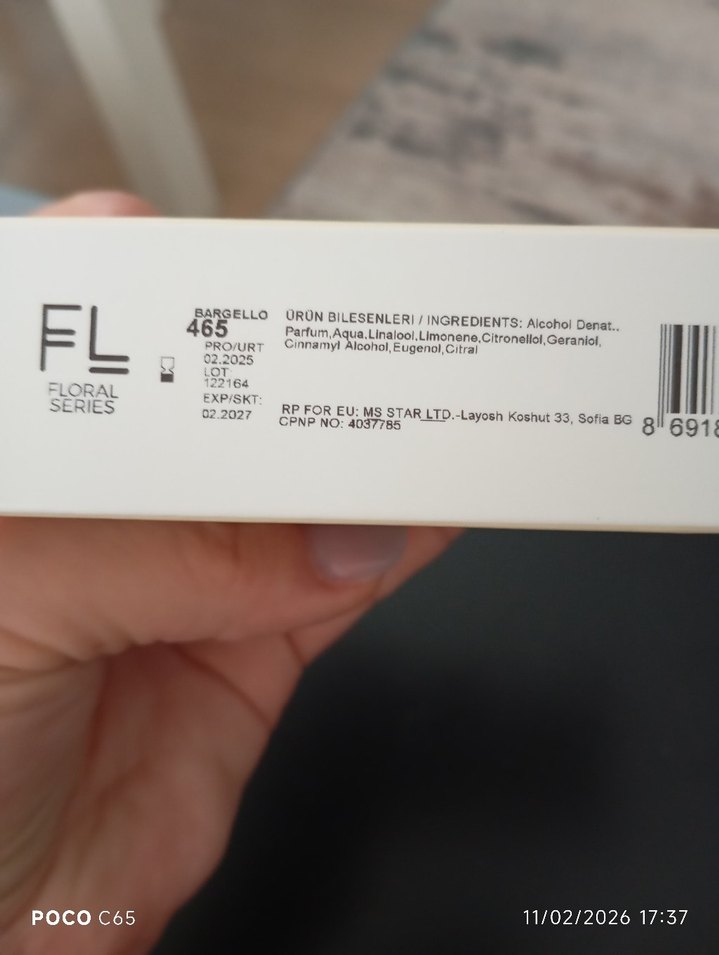 FL
FLORAL
SERIES
BARGELLO
465
PRO/URT
02.2025
LOT
122164
EXP/SKT:
02.2027
ÜRÜN BILESENLERI / INGREDIENTS: Alcohol Denat..
Parfum,Aqua,Linalool,Limonene,Citronellol,Geraniol,
Cinnamyl Alcohol,Eugenol,Citral
RP FOR EU: MS STAR LTD.-Layosh Koshut 33, Sofia BG
CPNP NO: 4037785
8 6918
POCO C65
11/02/2026 17:37